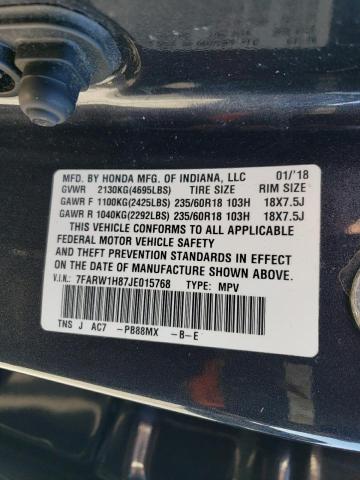 MFD. BY HONDA MFG. OF INDIANA, LLC 01/'18
GVWR 2130KG(4695LBS) TIRE SIZE RIM SIZE
GAWR F 1100KG(2425LBS) 235/60R18 103H 18X7.5J
GAWR R 1040KG(2292LBS) 235/60R18 103H 18X7.5J
THIS VEHICLE CONFORMS TO ALL APPLICABLE
FEDERAL MOTOR VEHICLE SAFETY
AND THEFT PREVENTION STANDARDS IN EFFECT
ON THE DATE OF MANUFACTURE SHOWN ABOVE.
V.I.N.: 7FARW1H87JE015768 TYPE: MPV
TNS J AC7 -PB88MX -B-E